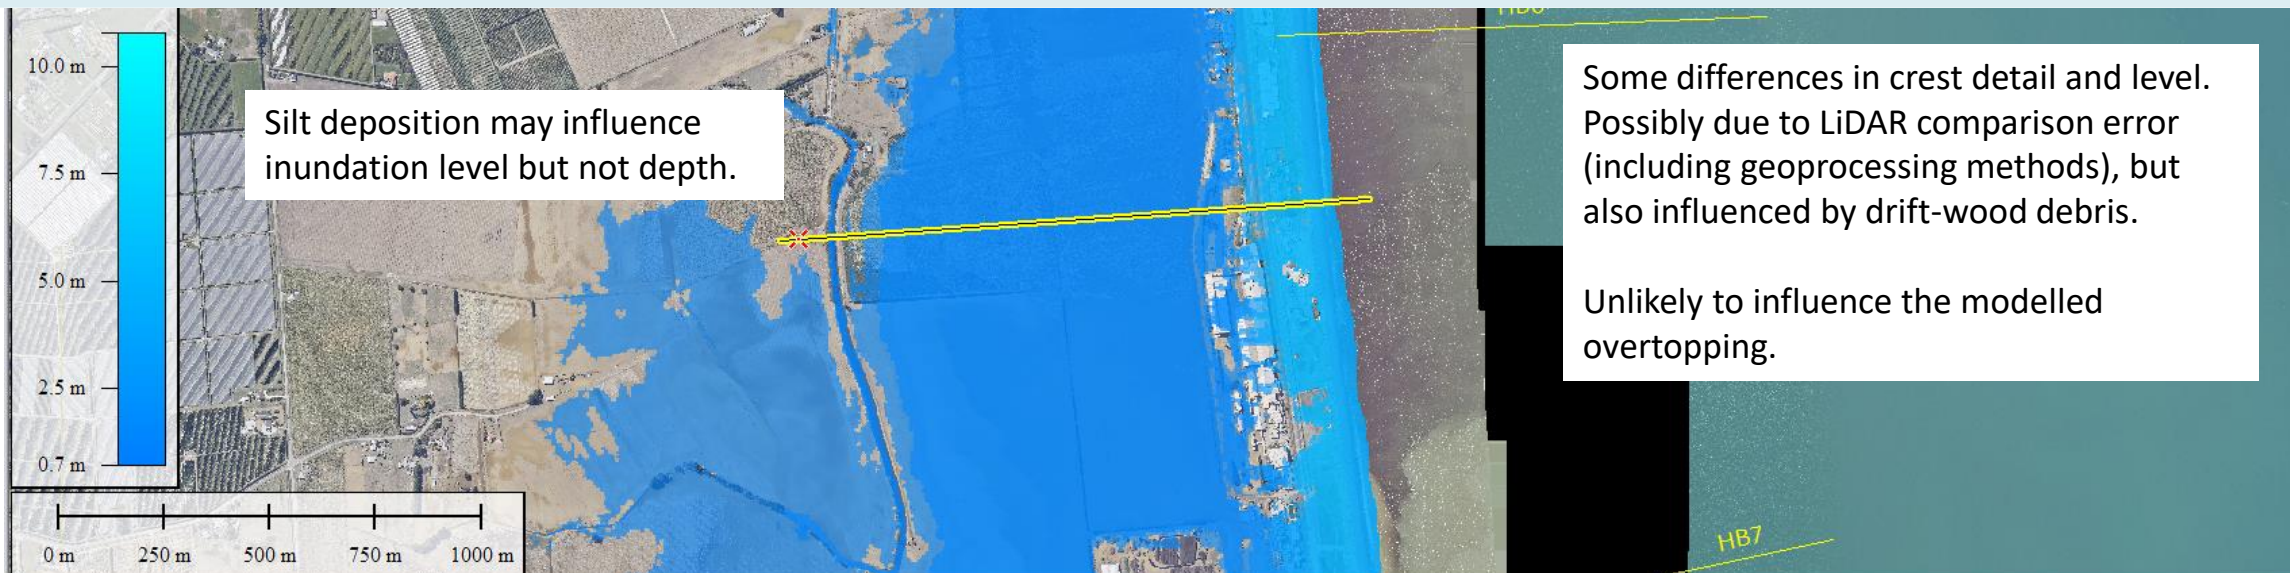 10.0 m
7.5 m
5.0 m
2.5 m
0.7 m
0 m 250 m 500 m 750 m 1000 m
Silt deposition may influence
inundation level but not depth.
HB6
Some differences in crest detail and level.
Possibly due to LiDAR comparison error
(including geoprocessing methods), but
also influenced by drift-wood debris.
Unlikely to influence the modelled
overtopping.
HB7